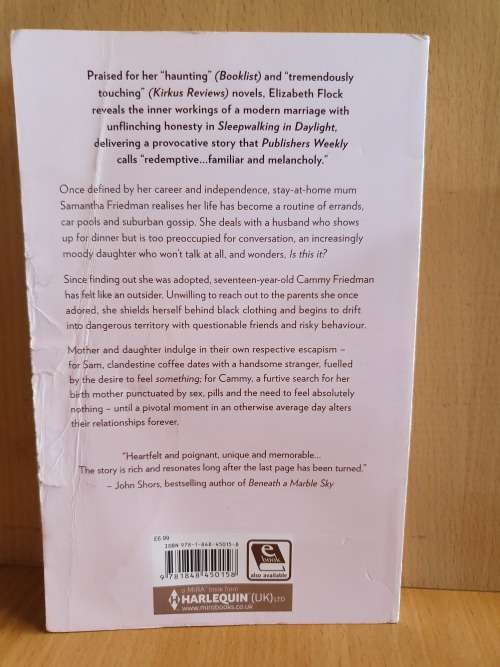 Praised for her “haunting” (Booklist) and “tremendously
touching” (Kirkus Reviews) novels, Elizabeth Flock
reveals the inner workings of a modern marriage with
unflinching honesty in Sleepwalking in Daylight,
delivering a provocative story that Publishers Weekly
calls “redemptive...familiar and melancholy.”
Once defined by her career and independence, stay-at-home mum
Samantha Friedman realises her life has become a routine of errands,
car pools and suburban gossip. She deals with a husband who shows
up for dinner but is too preoccupied for conversation, an increasingly
moody daughter who won’t talk at all, and wonders, Is this it?
Since finding out she was adopted, seventeen-year-old Cammy Friedman
has felt like an outsider. Unwilling to reach out to the parents she once
adored, she shields herself behind black clothing and begins to drift
into dangerous territory with questionable friends and risky behaviour.
Mother and daughter indulge in their own respective escapism –
for Sam, clandestine coffee dates with a handsome stranger, fuelled
by the desire to feel something; for Cammy, a furtive search for her
birth mother punctuated by sex, pills and the need to feel absolutely
nothing – until a pivotal moment in an otherwise average day alters
their relationships forever.
“Heartfelt and poignant, unique and memorable...
The story is rich and resonates long after the last page has been turned.”
– John Shors, bestselling author of Beneath a Marble Sky
£6.99
ISBN 978-1-848-45015-8
9 781848 450158
e
book
also available
a MIRA® book from
HARLEQUIN (UK) LTD
www.mirabooks.co.uk